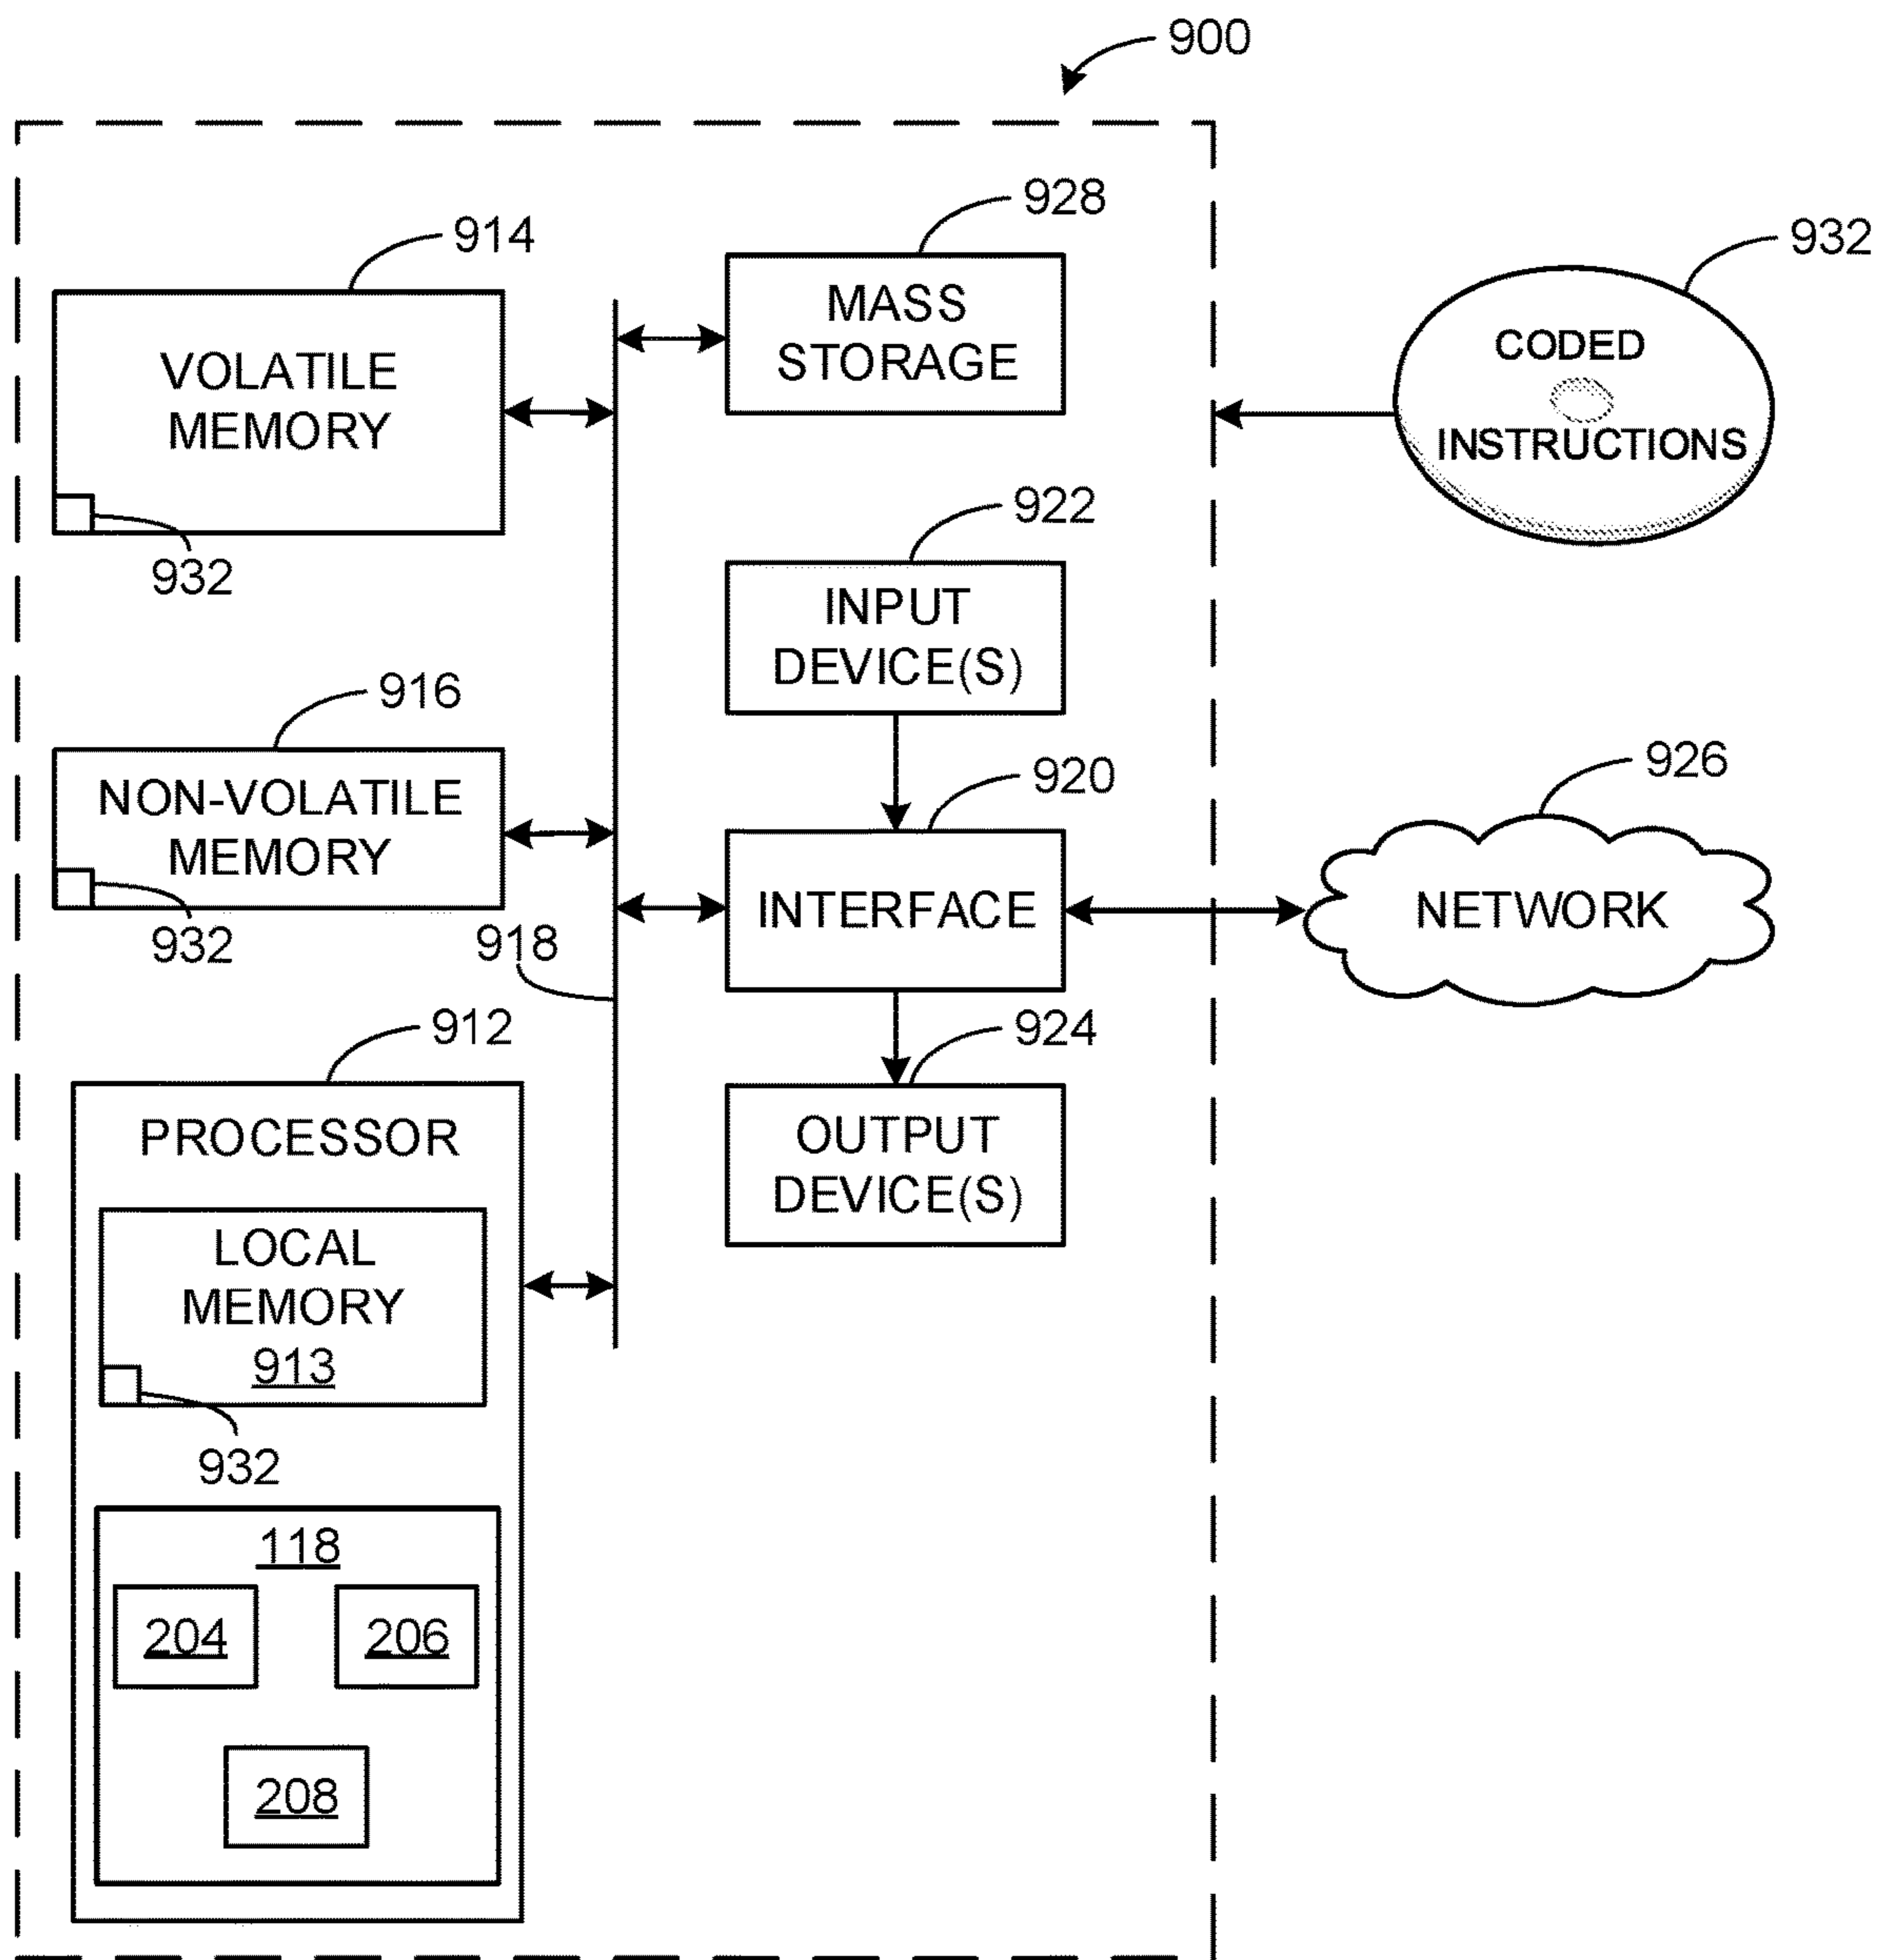 900
914
VOLATILE
MEMORY
932
928
MASS
STORAGE
932
CODED
INSTRUCTIONS
922
INPUT
DEVICE(S)
916
NON-VOLATILE
MEMORY
932
918
920
INTERFACE
926
NETWORK
912
PROCESSOR
LOCAL
MEMORY
913
932
924
OUTPUT
DEVICE(S)
118
204
206
208